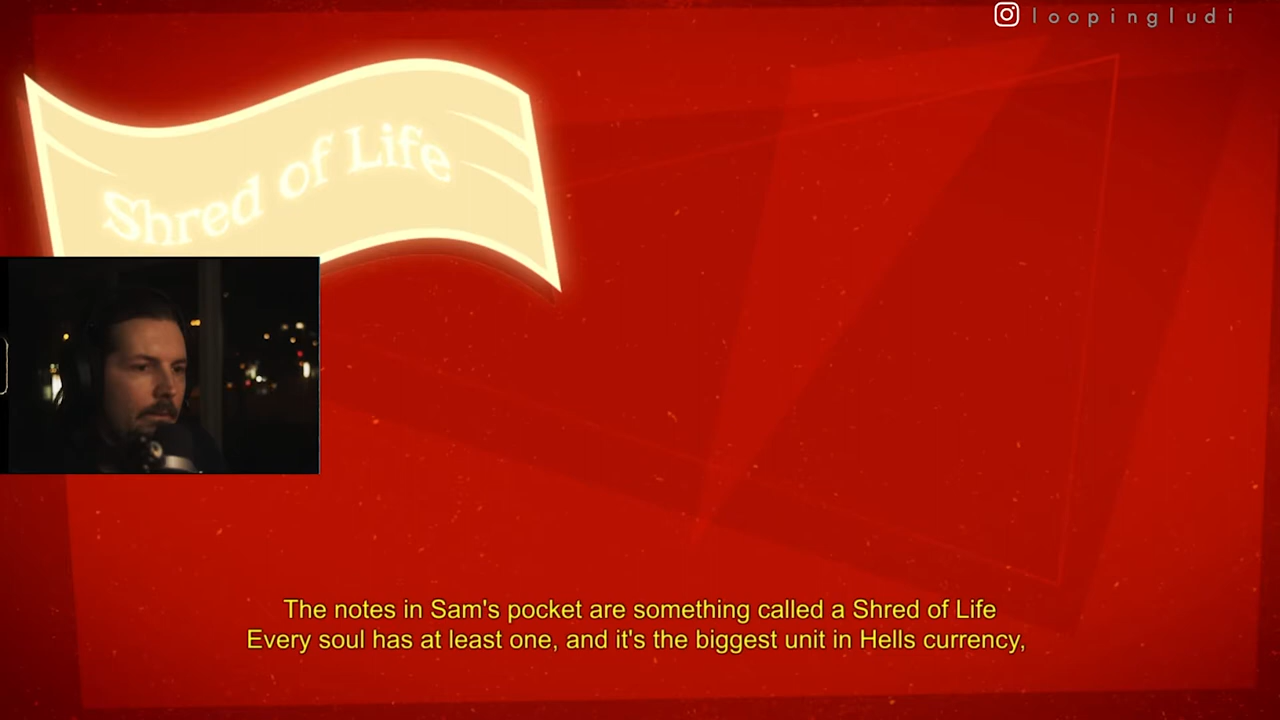 loopingludi
Shred of Life
The notes in Sam's pocket are something called a Shred of Life
Every soul has at least one, and it's the biggest unit in Hells currency,